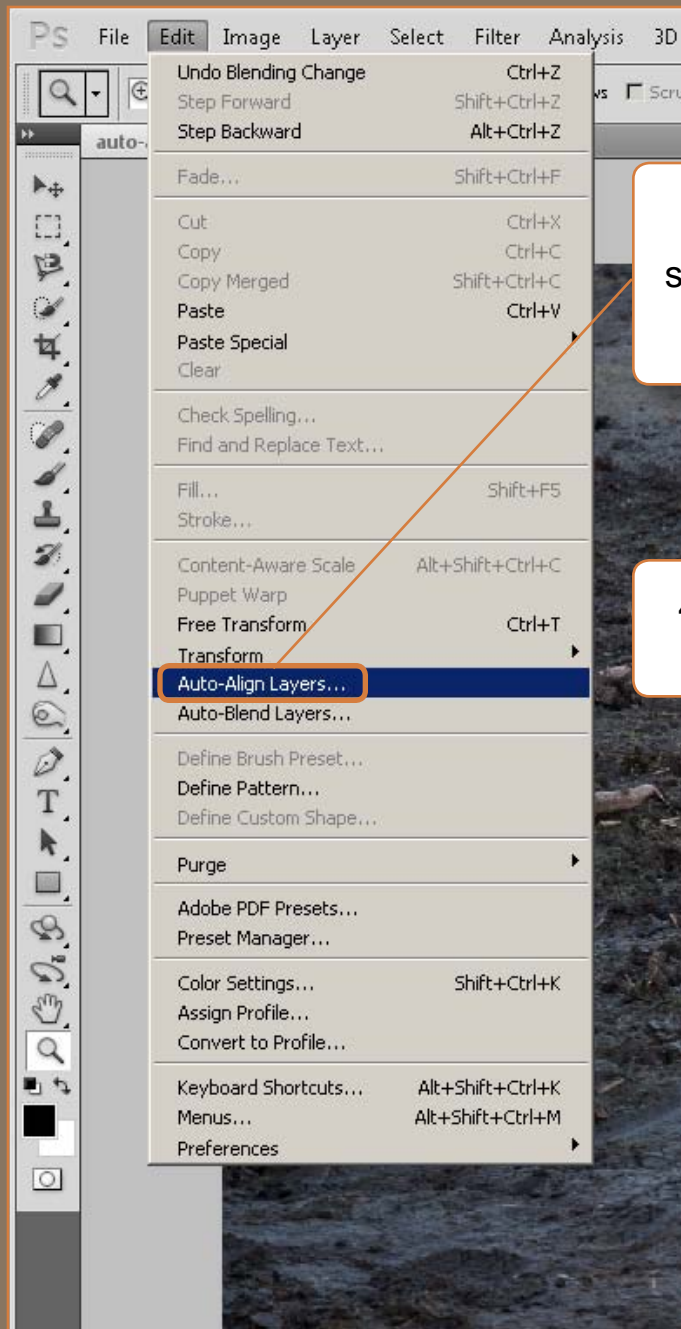 Ps File Edit Image Layer Select Filter Analysis 3D
auto-
Undo Blending Change Ctrl+Z
Step Forward Shift+Ctrl+Z
Step Backward Alt+Ctrl+Z
Fade... Shift+Ctrl+F
Cut Ctrl+X
Copy Ctrl+C
Copy Merged Shift+Ctrl+C
Paste Ctrl+V
Paste Special
Clear
Check Spelling...
Find and Replace Text...
Fill... Shift+F5
Stroke...
Content-Aware Scale Alt+Shift+Ctrl+C
Puppet Warp
Free Transform Ctrl+T
Transform
Auto-Align Layers...
Auto-Blend Layers...
Define Brush Preset...
Define Pattern...
Define Custom Shape...
Purge
Adobe PDF Presets...
Preset Manager...
Color Settings... Shift+Ctrl+K
Assign Profile...
Convert to Profile...
Keyboard Shortcuts... Alt+Shift+Ctrl+K
Menus... Alt+Shift+Ctrl+M
Preferences